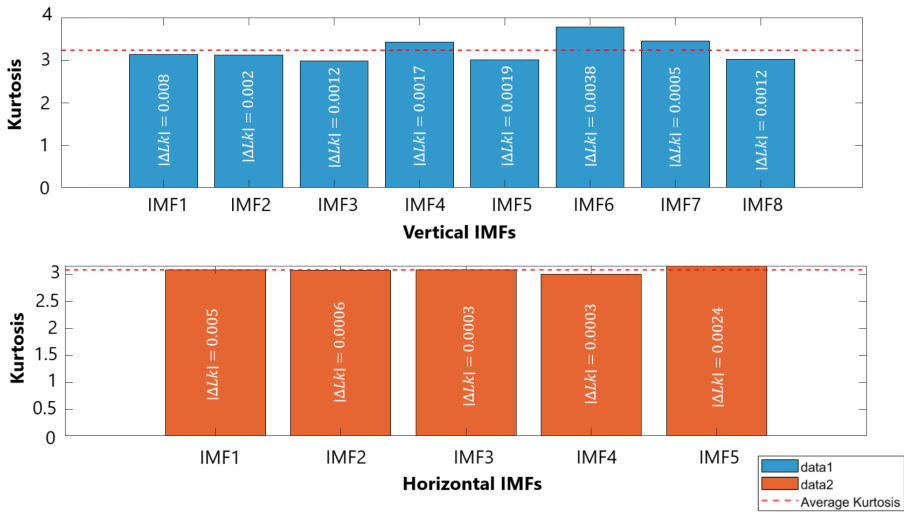 4
3
2
1
0
Kurtosis
|ΔLk| = 0.008
|ΔLk| = 0.002
|ΔLk| = 0.0012
|ΔLk| = 0.0017
|ΔLk| = 0.0019
|ΔLk| = 0.0038
|ΔLk| = 0.0005
|ΔLk| = 0.0012
IMF1 IMF2 IMF3 IMF4 IMF5 IMF6 IMF7 IMF8
Vertical IMFs
3
2.5
2
1.5
1
0.5
0
Kurtosis
|ΔLk| = 0.005
|ΔLk| = 0.0006
|ΔLk| = 0.0003
|ΔLk| = 0.0003
|ΔLk| = 0.0024
IMF1 IMF2 IMF3 IMF4 IMF5
Horizontal IMFs
data1
data2
Average Kurtosis